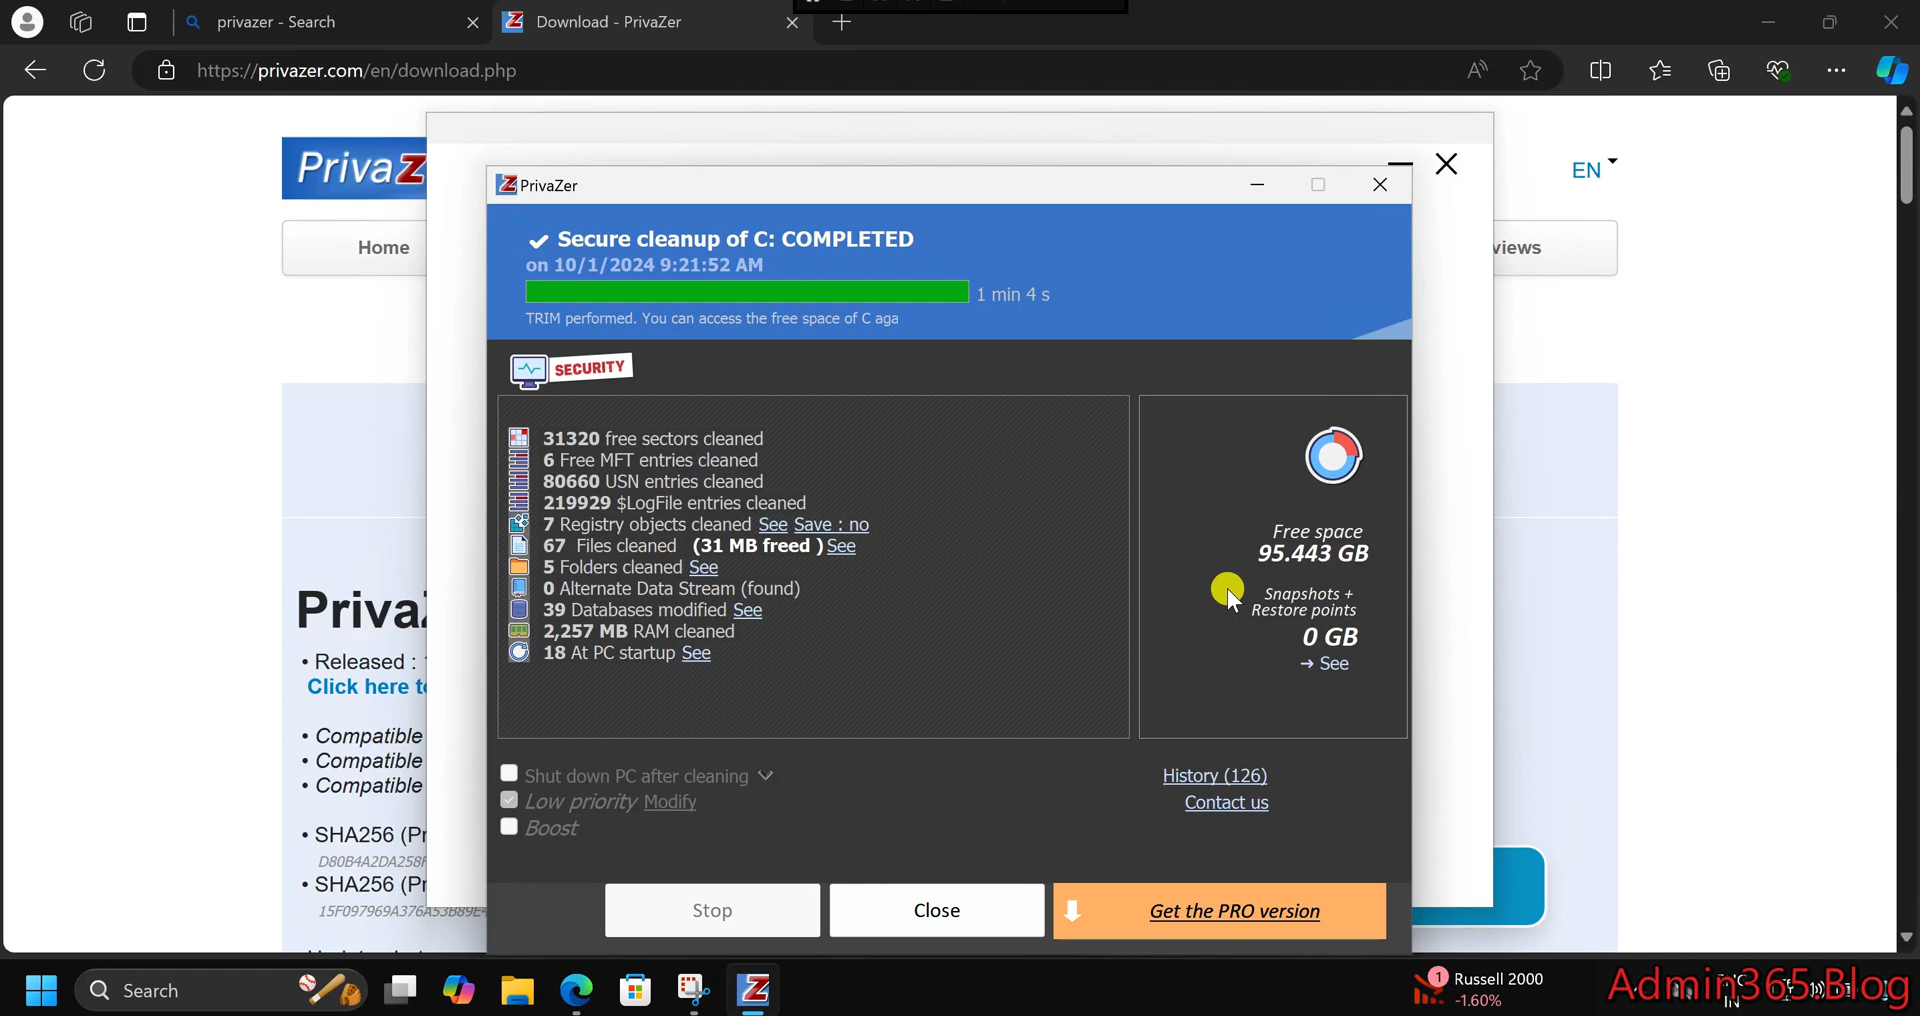 privazer - Search
Download - PrivaZer
https://privazer.com/en/download.php
PrivaZ
EN
Home
views
PrivaZer
Secure cleanup of C: COMPLETED
on 10/1/2024 9:21:52 AM
1 min 4 s
TRIM performed. You can access the free space of C aga
SECURITY
31320 free sectors cleaned
6 Free MFT entries cleaned
80660 USN entries cleaned
219929 $LogFile entries cleaned
7 Registry objects cleaned See Save : no
67 Files cleaned (31 MB freed ) See
5 Folders cleaned See
0 Alternate Data Stream (found)
39 Databases modified See
2,257 MB RAM cleaned
18 At PC startup See
Free space
95.443 GB
Snapshots +
Restore points
0 GB
→ See
Shut down PC after cleaning
Low priority Modify
Boost
History (126)
Contact us
Stop
Close
Get the PRO version
Priva
• Released :
Click here
• Compatible
• Compatible
• Compatible
• SHA256
D80B4A2DA258
• SHA256
15F097969A376A53B89E4
Search
1
Russell 2000
-1.60%
IN
Admin365.Blog